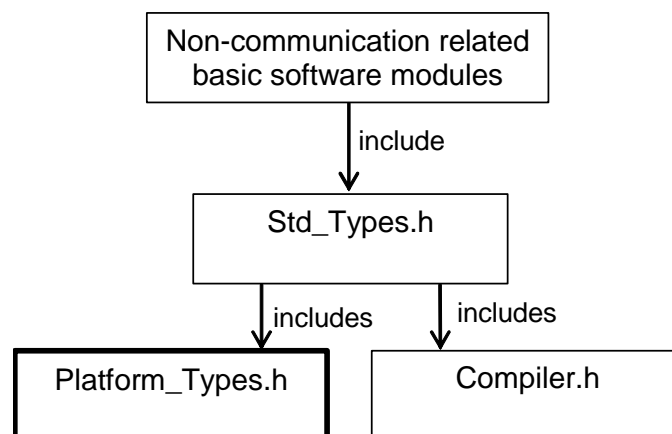 Non-communication related
basic software modules
include
Std_Types.h
includes
includes
Platform_Types.h
Compiler.h